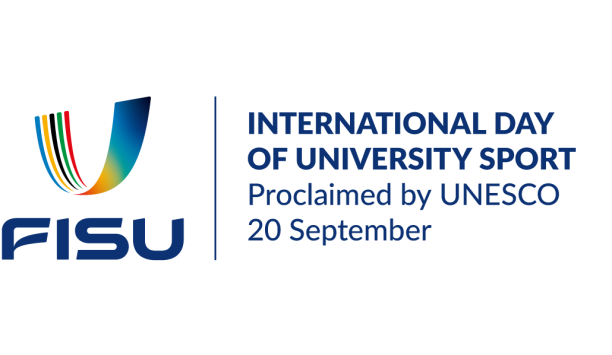 FISU
INTERNATIONAL DAY
OF UNIVERSITY SPORT
Proclaimed by UNESCO
20 September